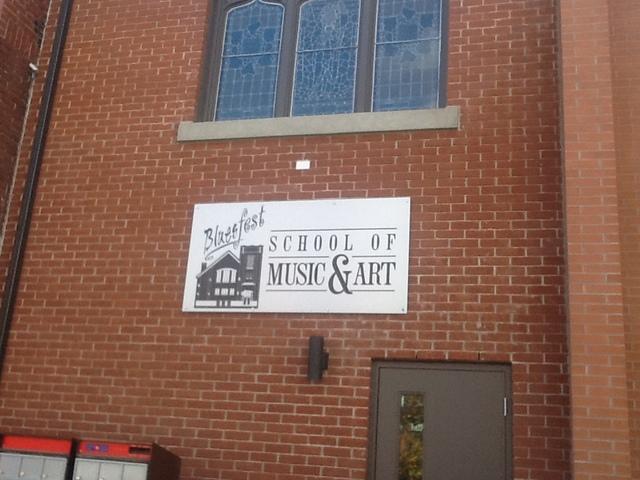 Bluesfest
SCHOOL OF
MUSIC & ART